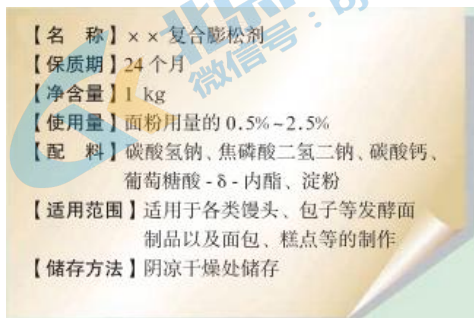 【名 称】××复合膨松剂
【保质期】24个月
【净含量】1 kg
【使用量】面粉用量的0.5%~2.5%
【配 料】碳酸氢钠、焦磷酸二氢二钠、碳酸钙、
葡萄糖酸-δ-内酯、淀粉
【适用范围】适用于各类馒头、包子等发酵面
制品以及面包、糕点等的制作
【储存方法】阴凉干燥处储存
微信号: